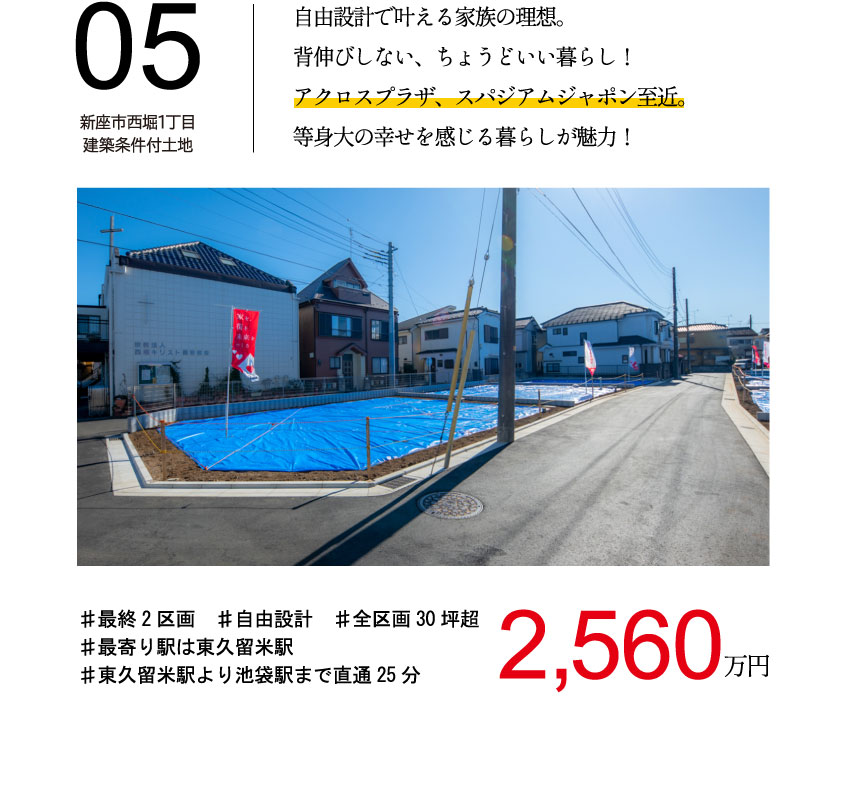 05
新座市西堀1丁目
建築条件付土地
自由設計で叶える家族の理想。
背伸びしない、ちょうどいい暮らし！
アクロスプラザ、スパジアムジャポン至近。
等身大の幸せを感じる暮らしが魅力！
♯最終2区画　♯自由設計　♯全区画30坪超
♯最寄り駅は東久留米駅
♯東久留米駅より池袋駅まで直通25分
2,560万円